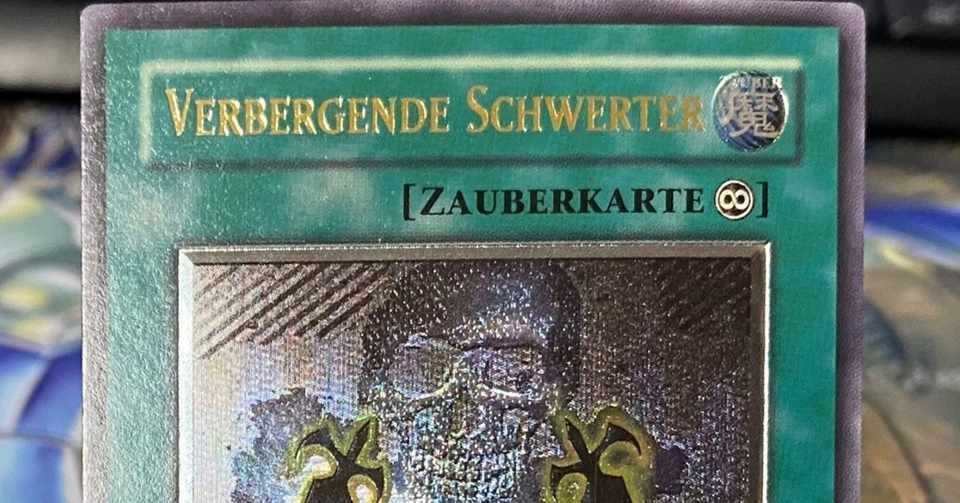 VERBERGENDE SCHWERTER
ZAUBER
魔
[ZAUBERKARTE ∞]